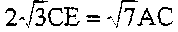 2√3CE = √7AC